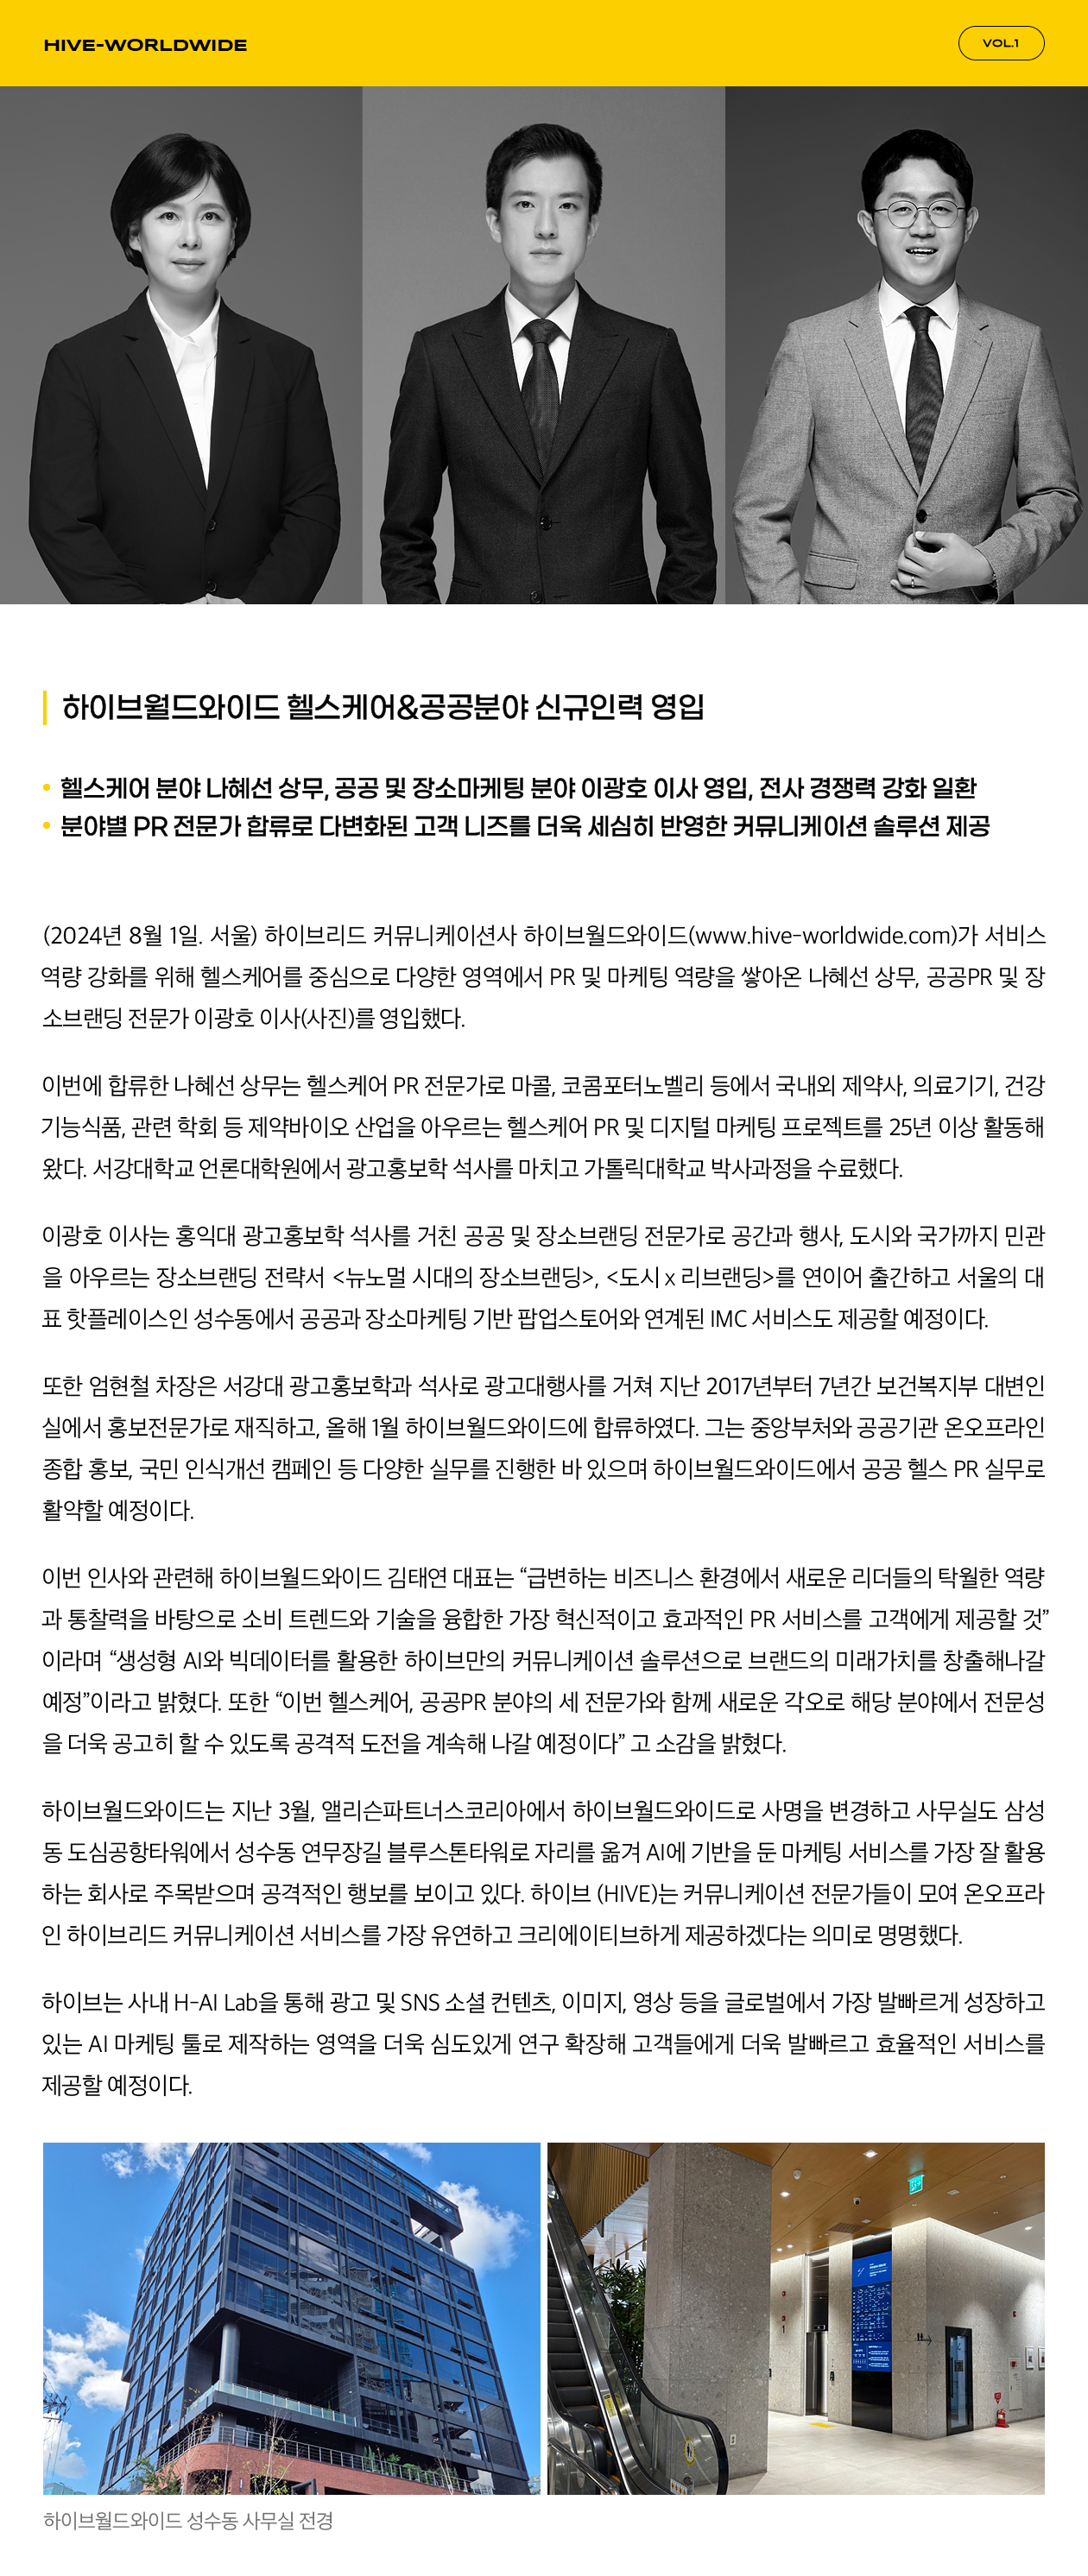 HIVE-WORLDWIDE
VOL.1
하이브월드와이드 헬스케어&공공분야 신규인력 영입
• 헬스케어 분야 나혜선 상무, 공공 및 장소마케팅 분야 이광호 이사 영입, 전사 경쟁력 강화 일환
• 분야별 PR 전문가 합류로 다변화된 고객 니즈를 더욱 세심히 반영한 커뮤니케이션 솔루션 제공
(2024년 8월 1일. 서울) 하이브리드 커뮤니케이션사 하이브월드와이드(www.hive-worldwide.com)가 서비스
역량 강화를 위해 헬스케어를 중심으로 다양한 영역에서 PR 및 마케팅 역량을 쌓아온 나혜선 상무, 공공PR 및 장
소브랜딩 전문가 이광호 이사(사진)를 영입했다.
이번에 합류한 나혜선 상무는 헬스케어 PR 전문가로 마콜, 코콤포터노벨리 등에서 국내외 제약사, 의료기기, 건강
기능식품, 관련 학회 등 제약바이오 산업을 아우르는 헬스케어 PR 및 디지털 마케팅 프로젝트를 25년 이상 활동해
왔다. 서강대학교 언론대학원에서 광고홍보학 석사를 마치고 가톨릭대학교 박사과정을 수료했다.
이광호 이사는 홍익대 광고홍보학 석사를 거친 공공 및 장소브랜딩 전문가로 공간과 행사, 도시와 국가까지 민관
을 아우르는 장소브랜딩 전략서 <뉴노멀 시대의 장소브랜딩>, <도시 x 리브랜딩>를 연이어 출간하고 서울의 대
표 핫플레이스인 성수동에서 공공과 장소마케팅 기반 팝업스토어와 연계된 IMC 서비스도 제공할 예정이다.
또한 엄현철 차장은 서강대 광고홍보학과 석사로 광고대행사를 거쳐 지난 2017년부터 7년간 보건복지부 대변인
실에서 홍보전문가로 재직하고, 올해 1월 하이브월드와이드에 합류하였다. 그는 중앙부처와 공공기관 온오프라인
종합 홍보, 국민 인식개선 캠페인 등 다양한 실무를 진행한 바 있으며 하이브월드와이드에서 공공 헬스 PR 실무로
활약할 예정이다.
이번 인사와 관련해 하이브월드와이드 김태연 대표는 “급변하는 비즈니스 환경에서 새로운 리더들의 탁월한 역량
과 통찰력을 바탕으로 소비 트렌드와 기술을 융합한 가장 혁신적이고 효과적인 PR 서비스를 고객에게 제공할 것”
이라며 “생성형 AI와 빅데이터를 활용한 하이브만의 커뮤니케이션 솔루션으로 브랜드의 미래가치를 창출해나갈
예정”이라고 밝혔다. 또한 “이번 헬스케어, 공공PR 분야의 세 전문가와 함께 새로운 각오로 해당 분야에서 전문성
을 더욱 공고히 할 수 있도록 공격적 도전을 계속해 나갈 예정이다” 고 소감을 밝혔다.
하이브월드와이드는 지난 3월, 앨리슨파트너스코리아에서 하이브월드와이드로 사명을 변경하고 사무실도 삼성
동 도심공항타워에서 성수동 연무장길 블루스톤타워로 자리를 옮겨 AI에 기반을 둔 마케팅 서비스를 가장 잘 활용
하는 회사로 주목받으며 공격적인 행보를 보이고 있다. 하이브 (HIVE)는 커뮤니케이션 전문가들이 모여 온오프라
인 하이브리드 커뮤니케이션 서비스를 가장 유연하고 크리에이티브하게 제공하겠다는 의미로 명명했다.
하이브는 사내 H-AI Lab을 통해 광고 및 SNS 소셜 컨텐츠, 이미지, 영상 등을 글로벌에서 가장 발빠르게 성장하고
있는 AI 마케팅 툴로 제작하는 영역을 더욱 심도있게 연구 확장해 고객들에게 더욱 발빠르고 효율적인 서비스를
제공할 예정이다.
하이브월드와이드 성수동 사무실 전경